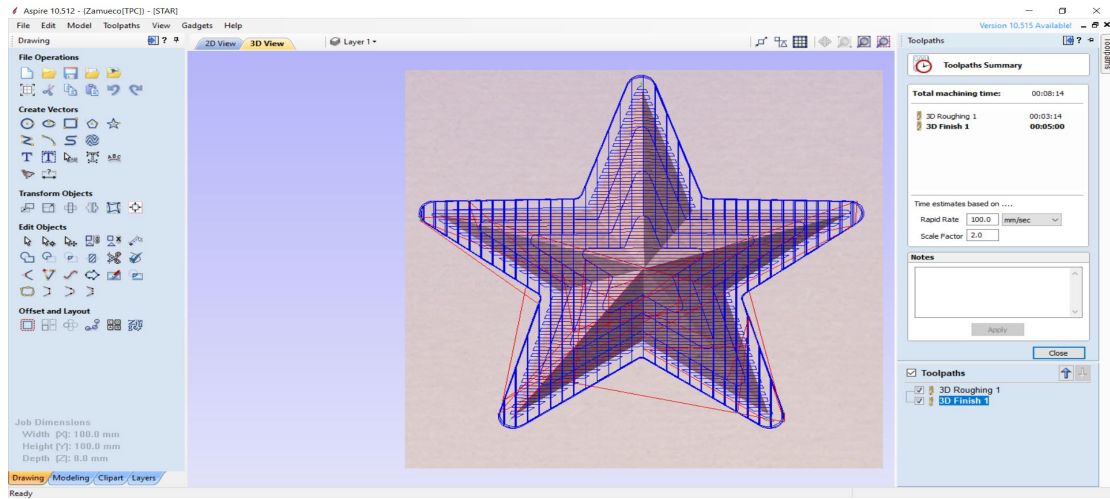 Aspire 10.512 - (Zamueco[TPC]) - [STAR]
File Edit Model Toolpaths View Gadgets Help
Version 10.515 Available!
Drawing
2D View
3D View
Layer 1
Toolpaths
Toolpaths
File Operations
Toolpaths Summary
Create Vectors
Total machining time: 00:08:14
3D Roughing 1 00:03:14
3D Finish 1 00:05:00
Transform Objects
Time estimates based on ....
Rapid Rate 100.0 mm/sec
Edit Objects
Scale Factor 2.0
Notes
Offset and Layout
Apply
Close
Toolpaths
3D Roughing 1
3D Finish 1
Job Dimensions
Width [X]: 100.0 mm
Height [Y]: 100.0 mm
Depth [Z]: 8.0 mm
Drawing Modeling Clipart Layers
Ready